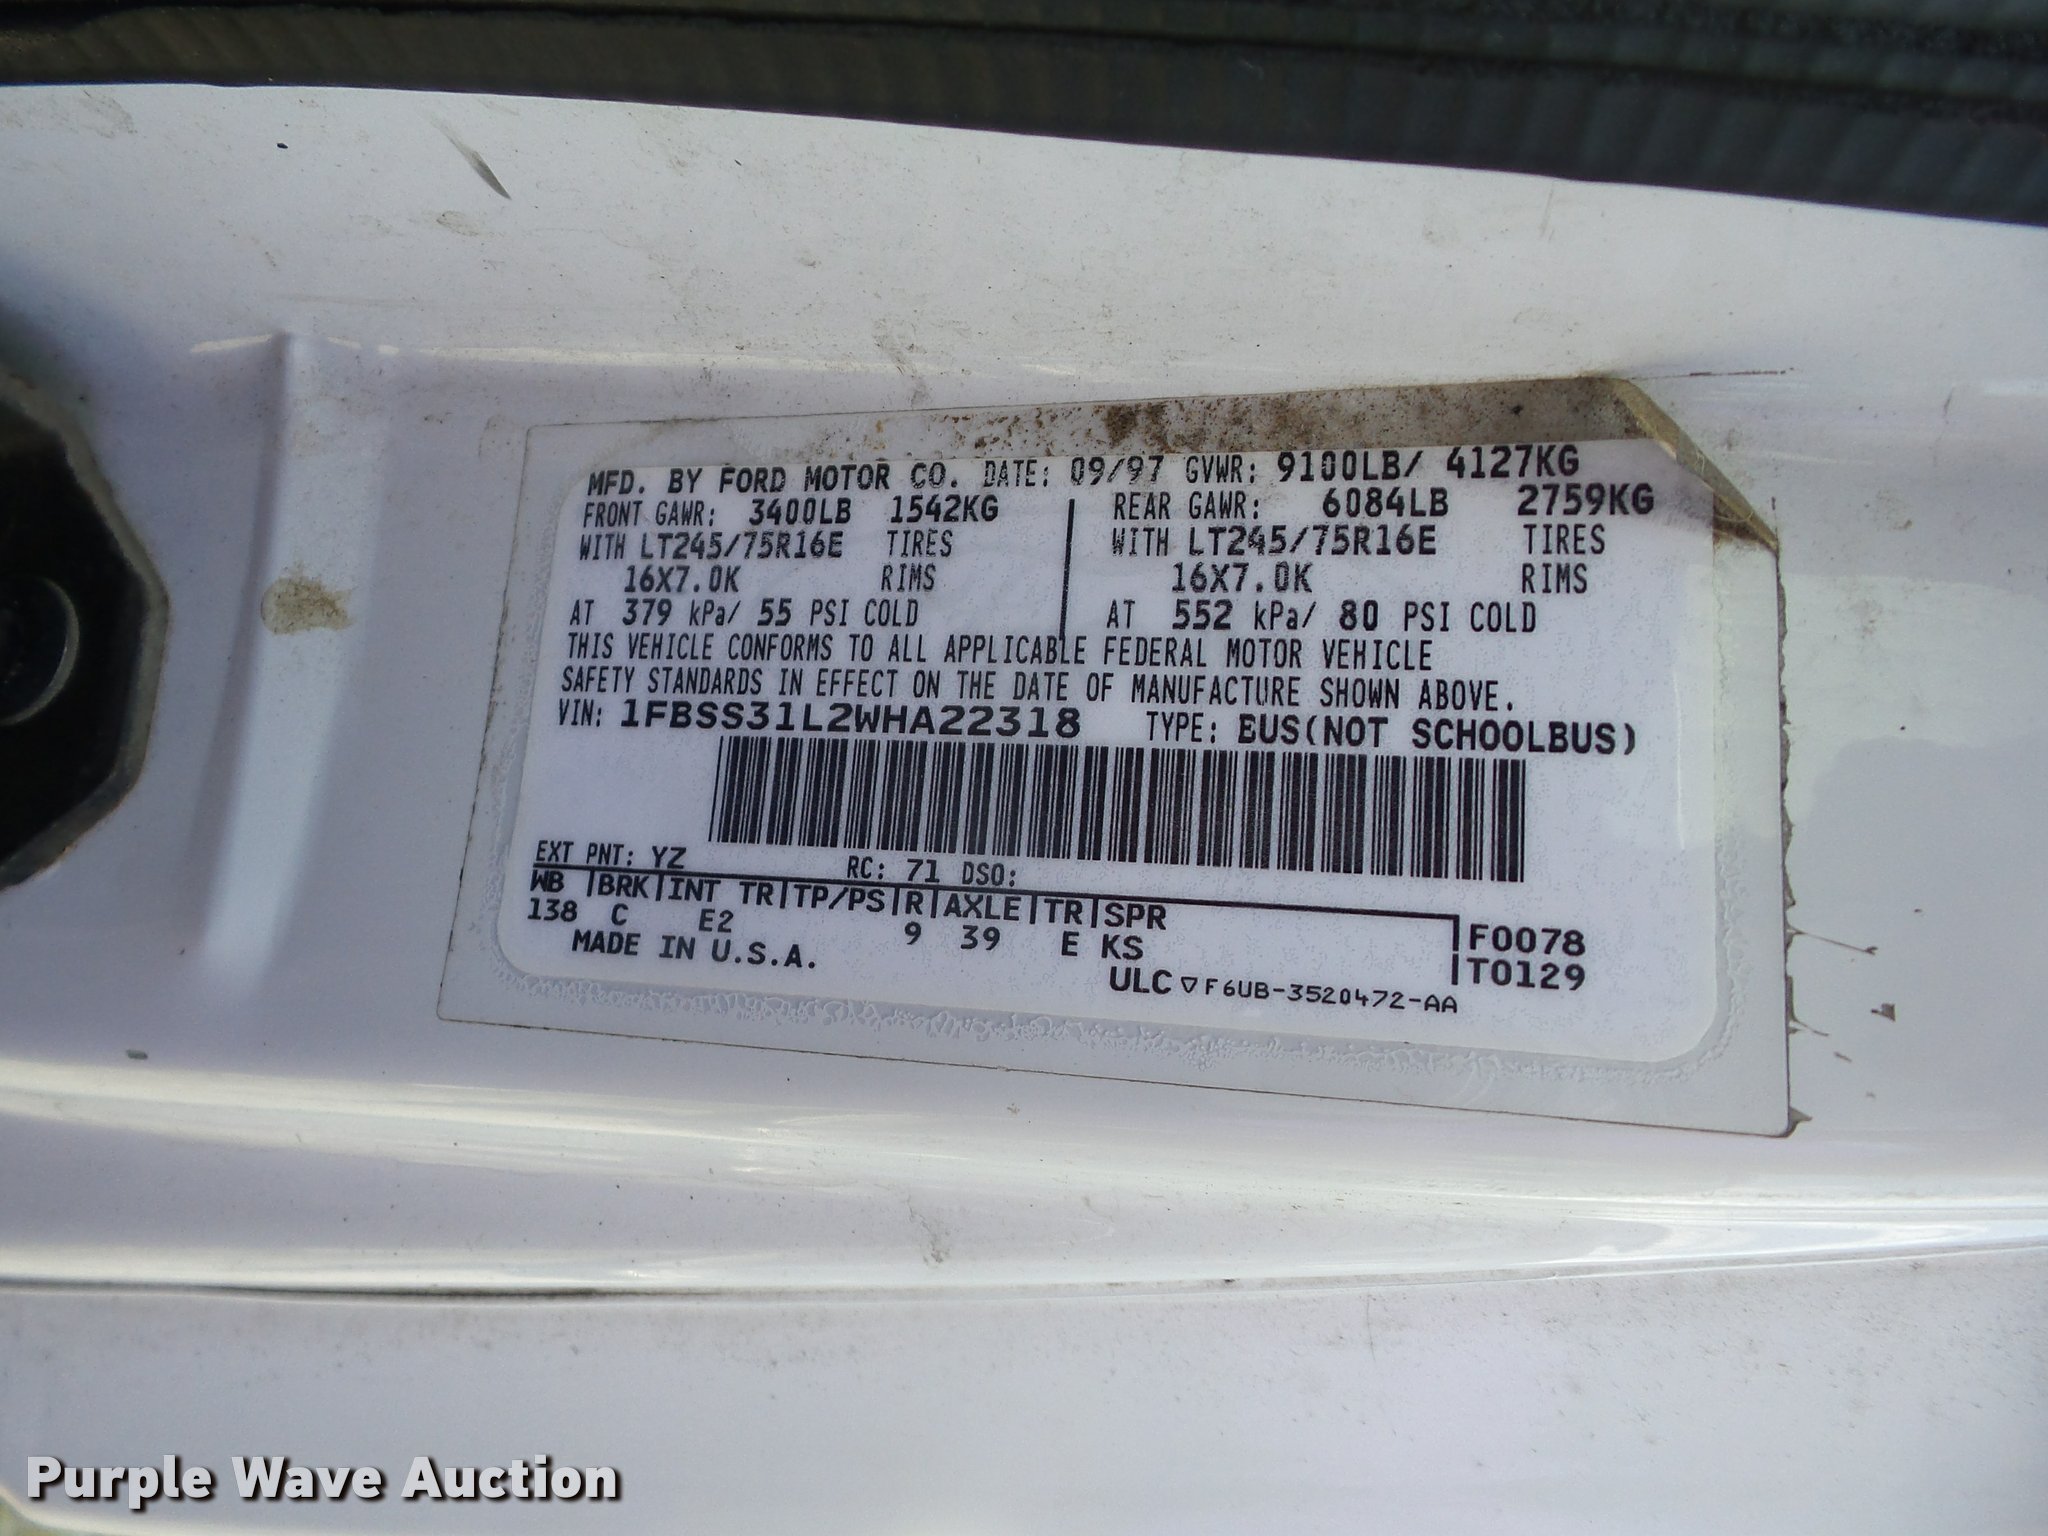 MFD. BY FORD MOTOR CO. DATE: 09/97 GVWR: 9100LB/ 4127KG
FRONT GAWR: 3400LB 1542KG REAR GAWR: 6084LB 2759KG
WITH LT245/75R16E TIRES WITH LT245/75R16E TIRES
16X7.0K RIMS 16X7.0K RIMS
AT 379 kPa/ 55 PSI COLD AT 552 kPa/ 80 PSI COLD
THIS VEHICLE CONFORMS TO ALL APPLICABLE FEDERAL MOTOR VEHICLE
SAFETY STANDARDS IN EFFECT ON THE DATE OF MANUFACTURE SHOWN ABOVE.
VIN: 1FBSS31L2WHA22318 TYPE: BUS(NOT SCHOOLBUS)
EXT PNT: YZ RC: 71 DSO:
WB |BRK|INT TR|TP/PS|R|AXLE|TR|SPR
138 C E2 9 39 E KS F0078
MADE IN U.S.A. T0129
ULC ▽ F6UB-3520472-AA
Purple Wave Auction